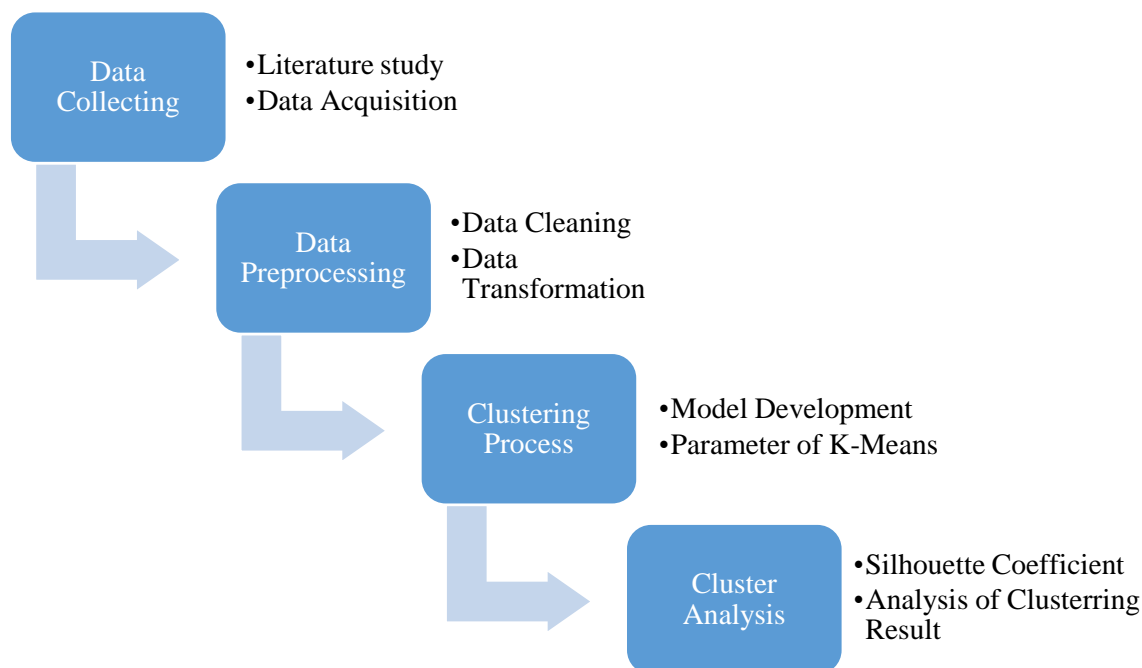 Data
Collecting
•Literature study
•Data Acquisition
Data
Preprocessing
•Data Cleaning
•Data
Transformation
Clustering
Process
•Model Development
•Parameter of K-Means
Cluster
Analysis
•Silhouette Coefficient
•Analysis of Clusterring
Result